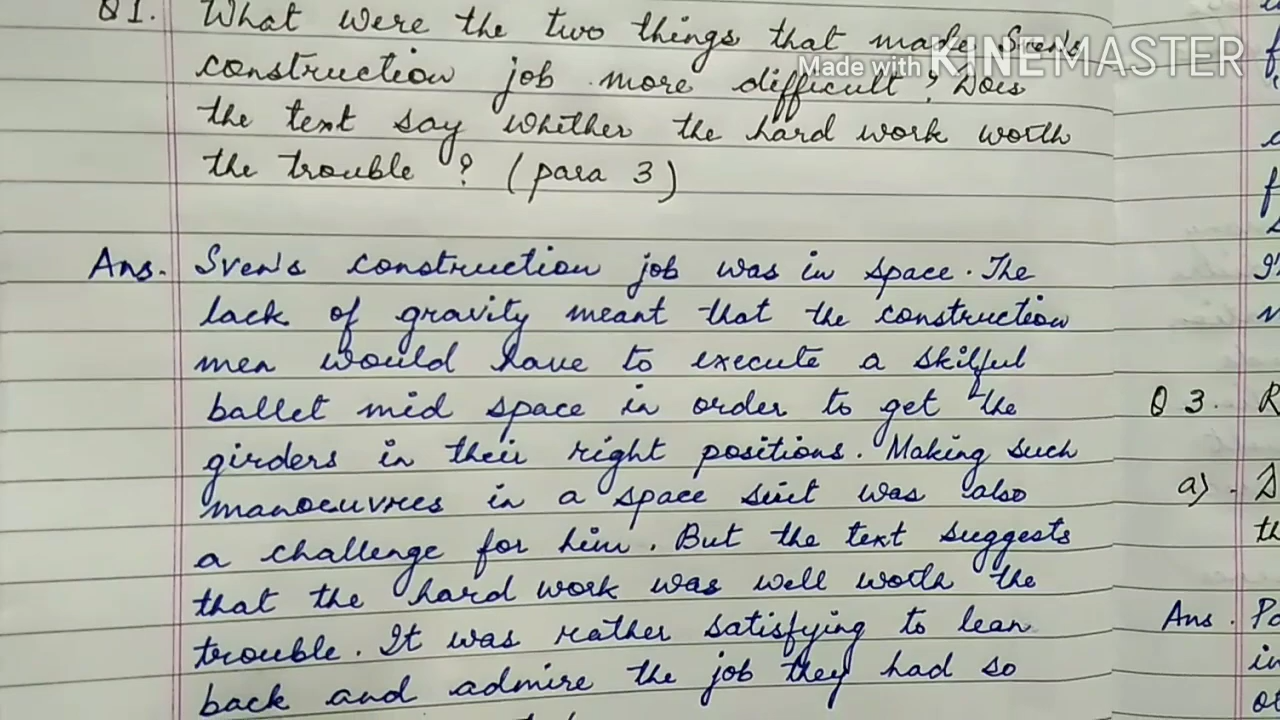 Q1. What were the two things that made Sven's
Made with KINEMASTER
construction job more difficult? Does
the text say whether the hard work worth
the trouble? (para 3)
Ans. Sven's construction job was in space. The
lack of gravity meant that the construction
men would have to execute a skilful
ballet mid space in order to get the
girders in their right positions. Making such
manoeuvres in a space suit was also
a challenge for him. But the text suggests
that the hard work was well worth the
trouble. It was rather satisfying to lean
back and admire the job they had so
Q3.
a)
th
Ans.
in